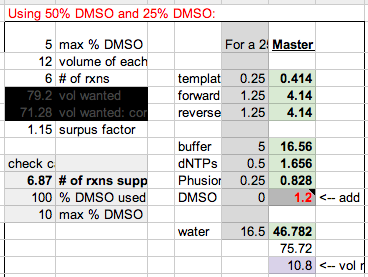 Using 50% DMSO and 25% DMSO:
5 max % DMSO For a 2 Master
12 volume of each
6 # of rxns templat 0.25 0.414
79.2 vol wanted forward 1.25 4.14
71.28 vol wanted: cor reverse 1.25 4.14
1.15 surpus factor
buffer 5 16.56
check c dNTPs 0.5 1.656
6.87 # of rxns supp Phusion 0.25 0.828
100 % DMSO used DMSO 0 1.2 <-- add
10 max % DMSO
water 16.5 46.782
75.72
10.8 <-- vol r